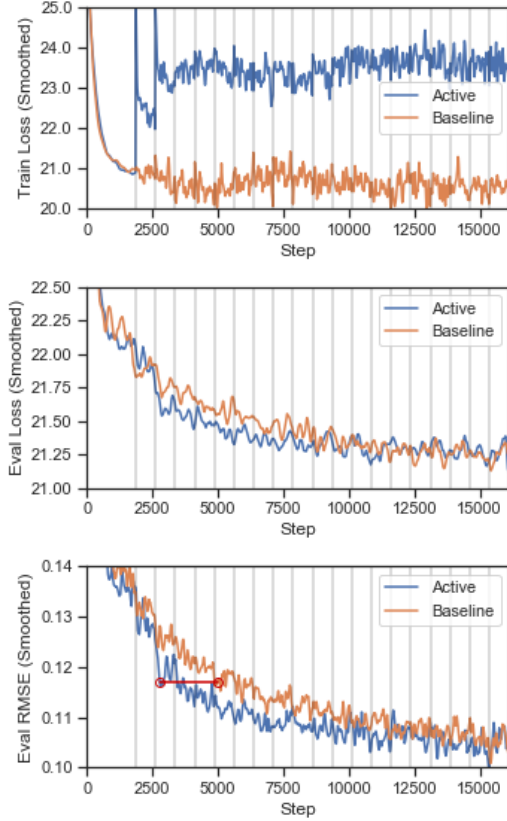 Train Loss (Smoothed)
25.0
24.0
23.0
22.0
21.0
20.0
Active
Baseline
0 2500 5000 7500 10000 12500 15000
Step
Eval Loss (Smoothed)
22.50
22.25
22.00
21.75
21.50
21.25
21.00
Active
Baseline
0 2500 5000 7500 10000 12500 15000
Step
Eval RMSE (Smoothed)
0.14
0.13
0.12
0.11
0.10
Active
Baseline
0 2500 5000 7500 10000 12500 15000
Step